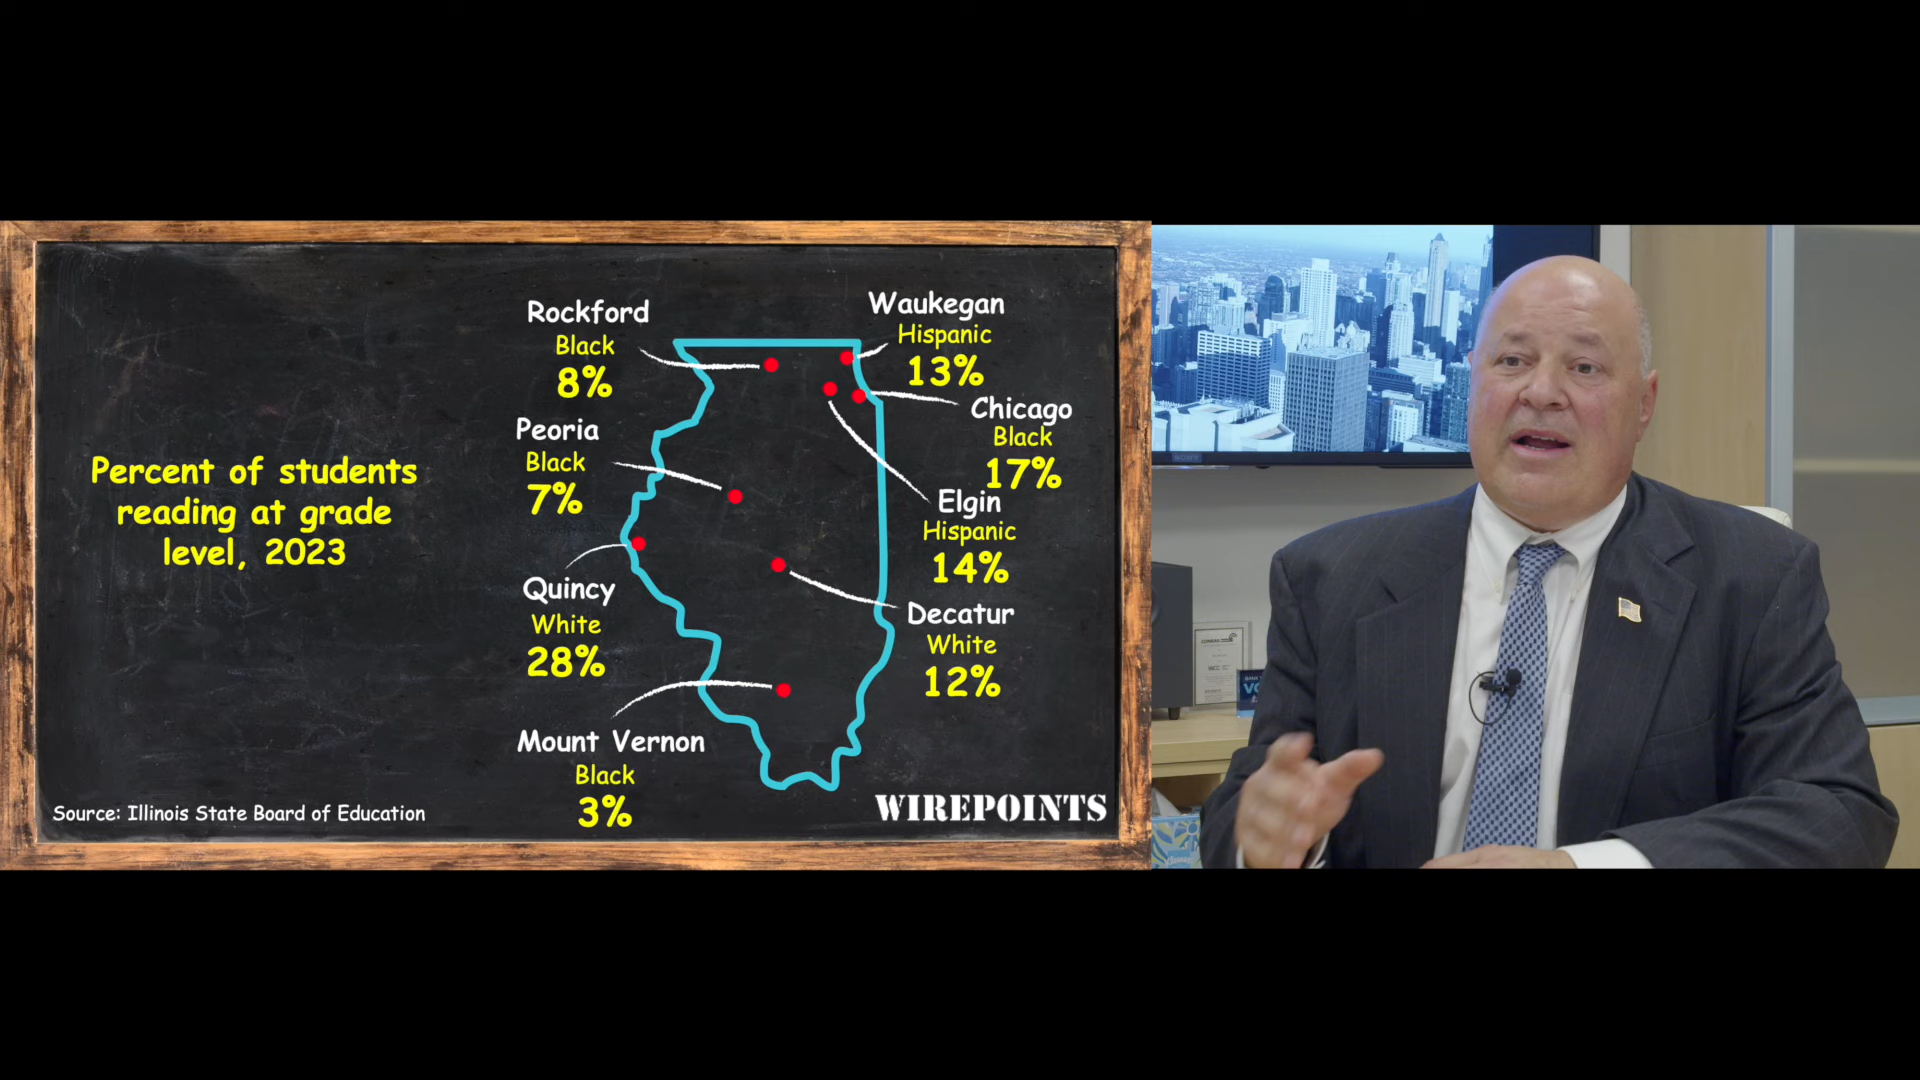 Percent of students
reading at grade
level, 2023
Rockford
Black
8%
Peoria
Black
7%
Quincy
White
28%
Mount Vernon
Black
3%
Waukegan
Hispanic
13%
Chicago
Black
17%
Elgin
Hispanic
14%
Decatur
White
12%
Source: Illinois State Board of Education
WIREPOINTS
SONY